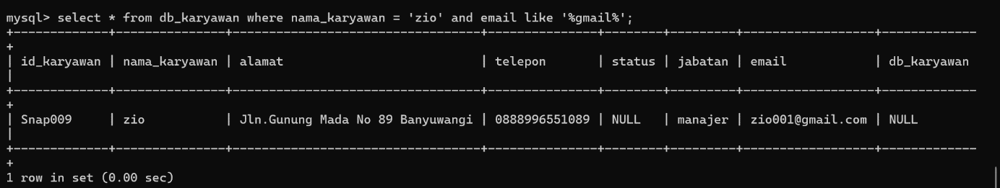 mysql> select * from db_karyawan where nama_karyawan = 'zio' and email like '%gmail%';
+-------------+---------------+---------------------------------+---------------+--------+---------+------------------+-------------
+
| id_karyawan | nama_karyawan | alamat                          | telepon       | status | jabatan | email            | db_karyawan
|
+-------------+---------------+---------------------------------+---------------+--------+---------+------------------+-------------
+
| Snap009     | zio           | Jln.Gunung Mada No 89 Banyuwangi | 0888996551089 | NULL   | manajer | zio001@gmail.com | NULL
|
+-------------+---------------+---------------------------------+---------------+--------+---------+------------------+-------------
+
1 row in set (0.00 sec)